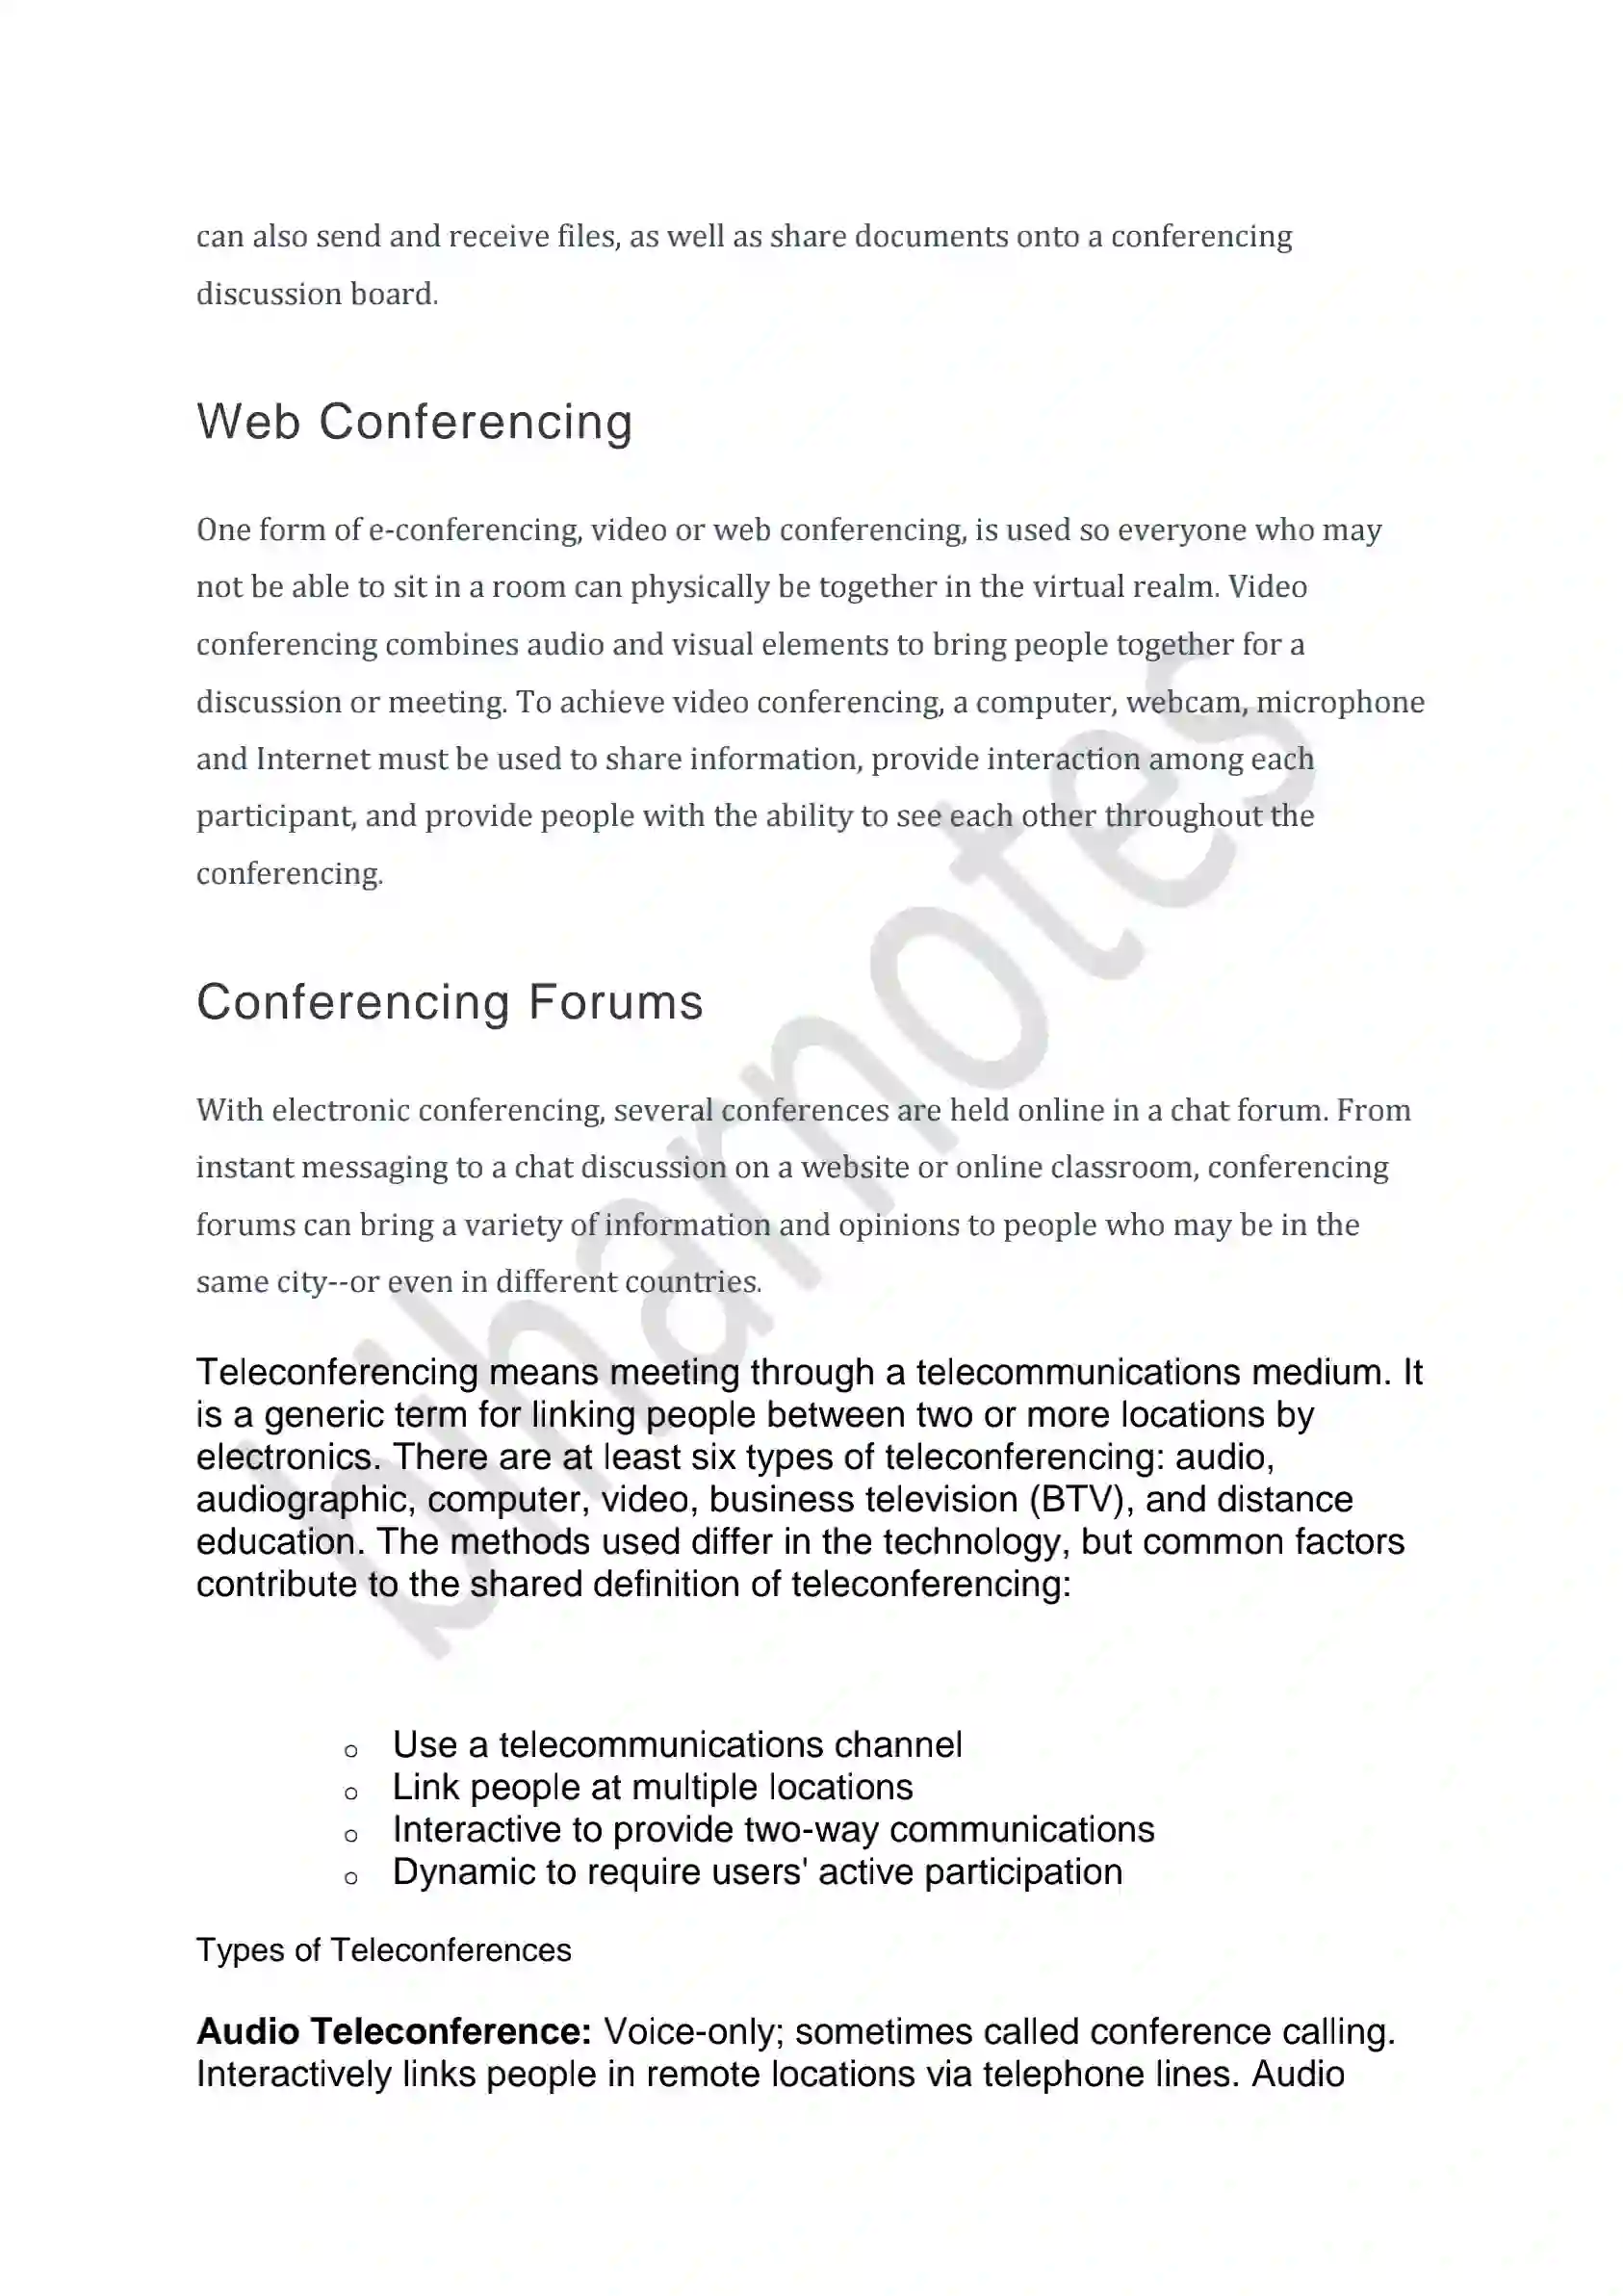 can also send and receive files, as well as share documents onto a conferencing
discussion board.
Web Conferencing
One form of e-conferencing, video or web conferencing, is used so everyone who may
not be able to sit in a room can physically be together in the virtual realm. Video
conferencing combines audio and visual elements to bring people together for a
discussion or meeting. To achieve video conferencing, a computer, webcam, microphone
and Internet must be used to share information, provide interaction among each
participant, and provide people with the ability to see each other throughout the
conferencing.
Conferencing Forums
With electronic conferencing, several conferences are held online in a chat forum. From
instant messaging to a chat discussion on a website or online classroom, conferencing
forums can bring a variety of information and opinions to people who may be in the
same city--or even in different countries.
Teleconferencing means meeting through a telecommunications medium. It
is a generic term for linking people between two or more locations by
electronics. There are at least six types of teleconferencing: audio,
audiographic, computer, video, business television (BTV), and distance
education. The methods used differ in the technology, but common factors
contribute to the shared definition of teleconferencing:
o Use a telecommunications channel
o Link people at multiple locations
o Interactive to provide two-way communications
o Dynamic to require users' active participation
Types of Teleconferences
Audio Teleconference: Voice-only; sometimes called conference calling.
Interactively links people in remote locations via telephone lines. Audio